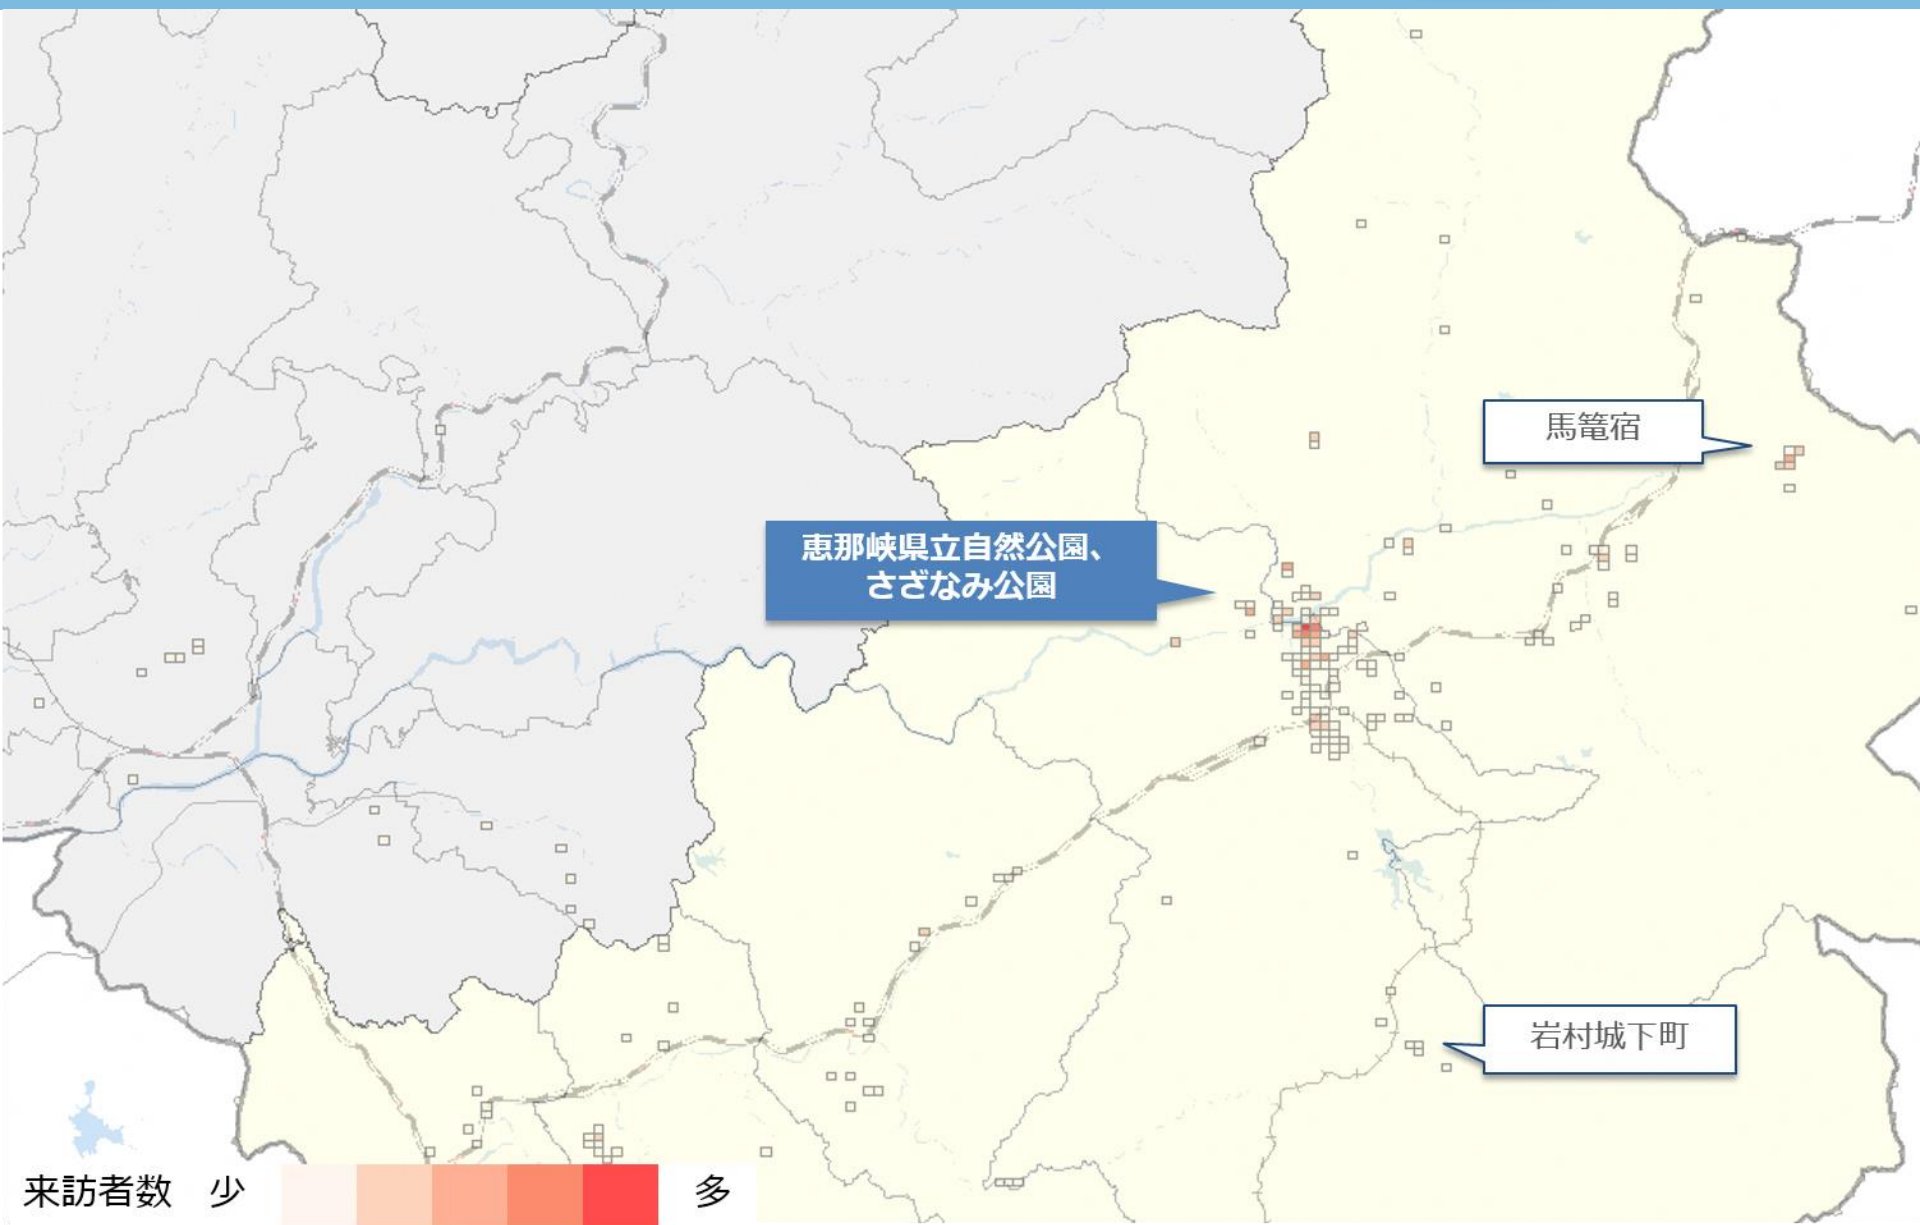 馬籠宿
恵那峡県立自然公園、
さざなみ公園
岩村城下町
来訪者数 少 多